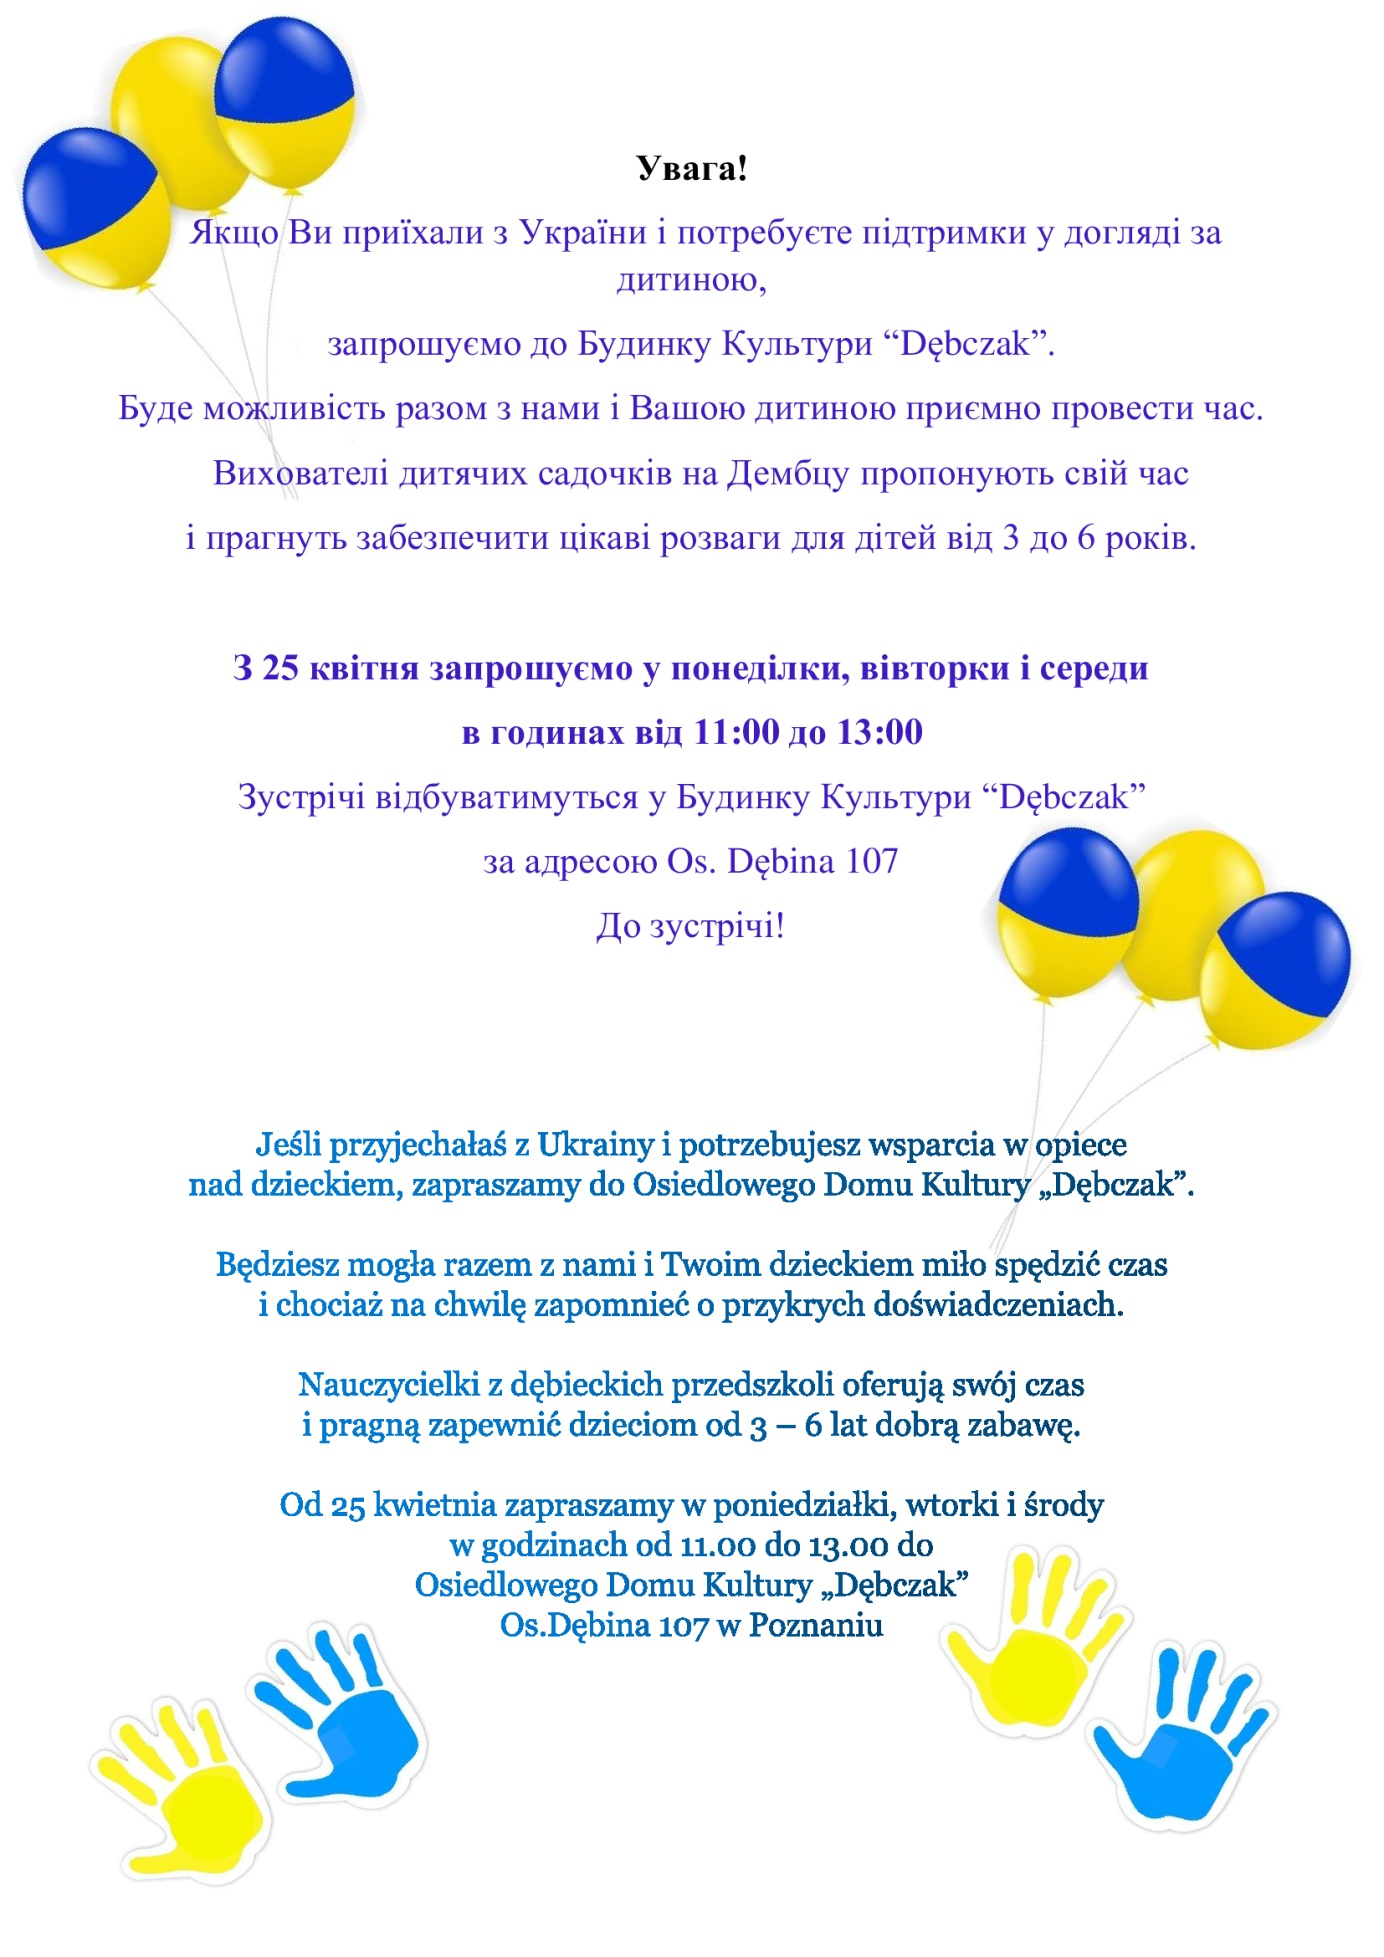 Увага!
Якщо Ви приїхали з України і потребуєте підтримки у догляді за
дитиною,
запрошуємо до Будинку Культури “Dębczak”.
Буде можливість разом з нами і Вашою дитиною приємно провести час.
Вихователі дитячих садочків на Дембцу пропонують свій час
і прагнуть забезпечити цікаві розваги для дітей від 3 до 6 років.
З 25 квітня запрошуємо у понеділки, вівторки і середи
в годинах від 11:00 до 13:00
Зустрічі відбуватимуться у Будинку Культури “Dębczak”
за адресою Os. Dębina 107
До зустрічі!
Jeśli przyjechałaś z Ukrainy i potrzebujesz wsparcia w opiece
nad dzieckiem, zapraszamy do Osiedlowego Domu Kultury „Dębczak”.
Będziesz mogła razem z nami i Twoim dzieckiem miło spędzić czas
i chociaż na chwilę zapomnieć o przykrych doświadczeniach.
Nauczycielki z dębieckich przedszkoli oferują swój czas
i pragną zapewnić dzieciom od 3 – 6 lat dobrą zabawę.
Od 25 kwietnia zapraszamy w poniedziałki, wtorki i środy
w godzinach od 11.00 do 13.00 do
Osiedlowego Domu Kultury „Dębczak”
Os.Dębina 107 w Poznaniu